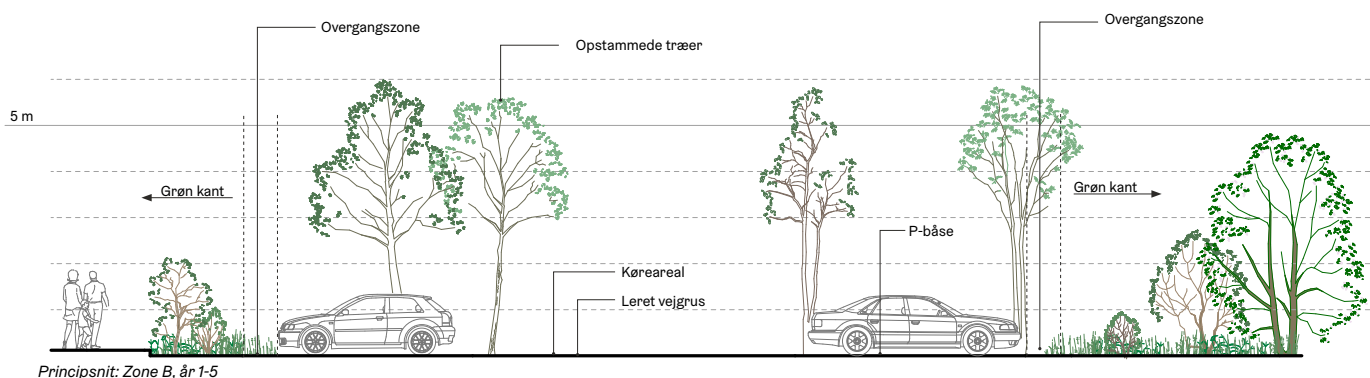 Overgangszone
Overgangszone
Opstammede træer
5 m
Grøn kant
Grøn kant
P-båse
Køreareal
Leret vejgrus
Principsnit: Zone B, år 1-5